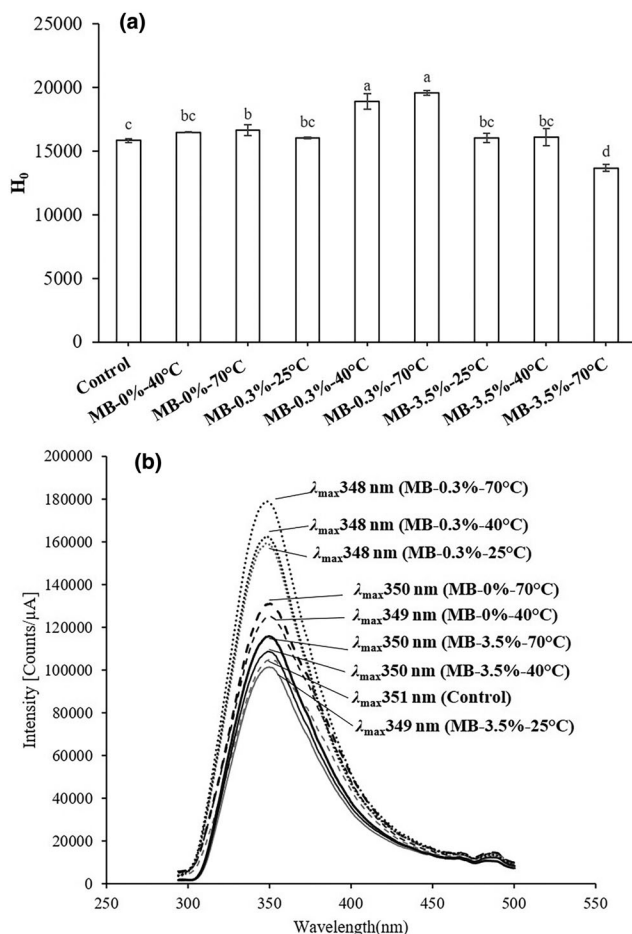 (a)
25000
20000
15000
10000
5000
0
H0
c
bc
b
bc
a
a
bc
bc
d
Control
MB-0%-40°C
MB-0%-70°C
MB-0.3%-25°C
MB-0.3%-40°C
MB-0.3%-70°C
MB-3.5%-25°C
MB-3.5%-40°C
MB-3.5%-70°C
(b)
200000
180000
160000
140000
120000
100000
80000
60000
40000
20000
0
Intensity [Counts/µA]
λmax348 nm (MB-0.3%-70°C)
λmax348 nm (MB-0.3%-40°C)
λmax348 nm (MB-0.3%-25°C)
λmax350 nm (MB-0%-70°C)
λmax349 nm (MB-0%-40°C)
λmax350 nm (MB-3.5%-70°C)
λmax350 nm (MB-3.5%-40°C)
λmax351 nm (Control)
λmax349 nm (MB-3.5%-25°C)
250 300 350 400 450 500 550
Wavelength(nm)